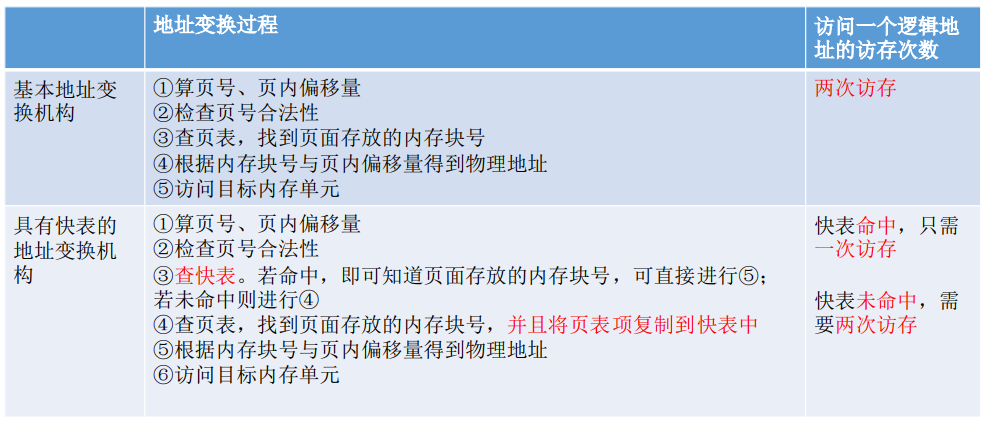 地址变换过程
访问一个逻辑地
址的访存次数
基本地址变
换机构
①算页号、页内偏移量
②检查页号合法性
③查页表，找到页面存放的内存块号
④根据内存块号与页内偏移量得到物理地址
⑤访问目标内存单元
两次访存
具有快表的
地址变换机
构
①算页号、页内偏移量
②检查页号合法性
③查快表。若命中，即可知道页面存放的内存块号，可直接进行⑤；
若未命中则进行④
④查页表，找到页面存放的内存块号，并且将页表项复制到快表中
⑤根据内存块号与页内偏移量得到物理地址
⑥访问目标内存单元
快表命中，只需
一次访存
快表未命中，需
要两次访存